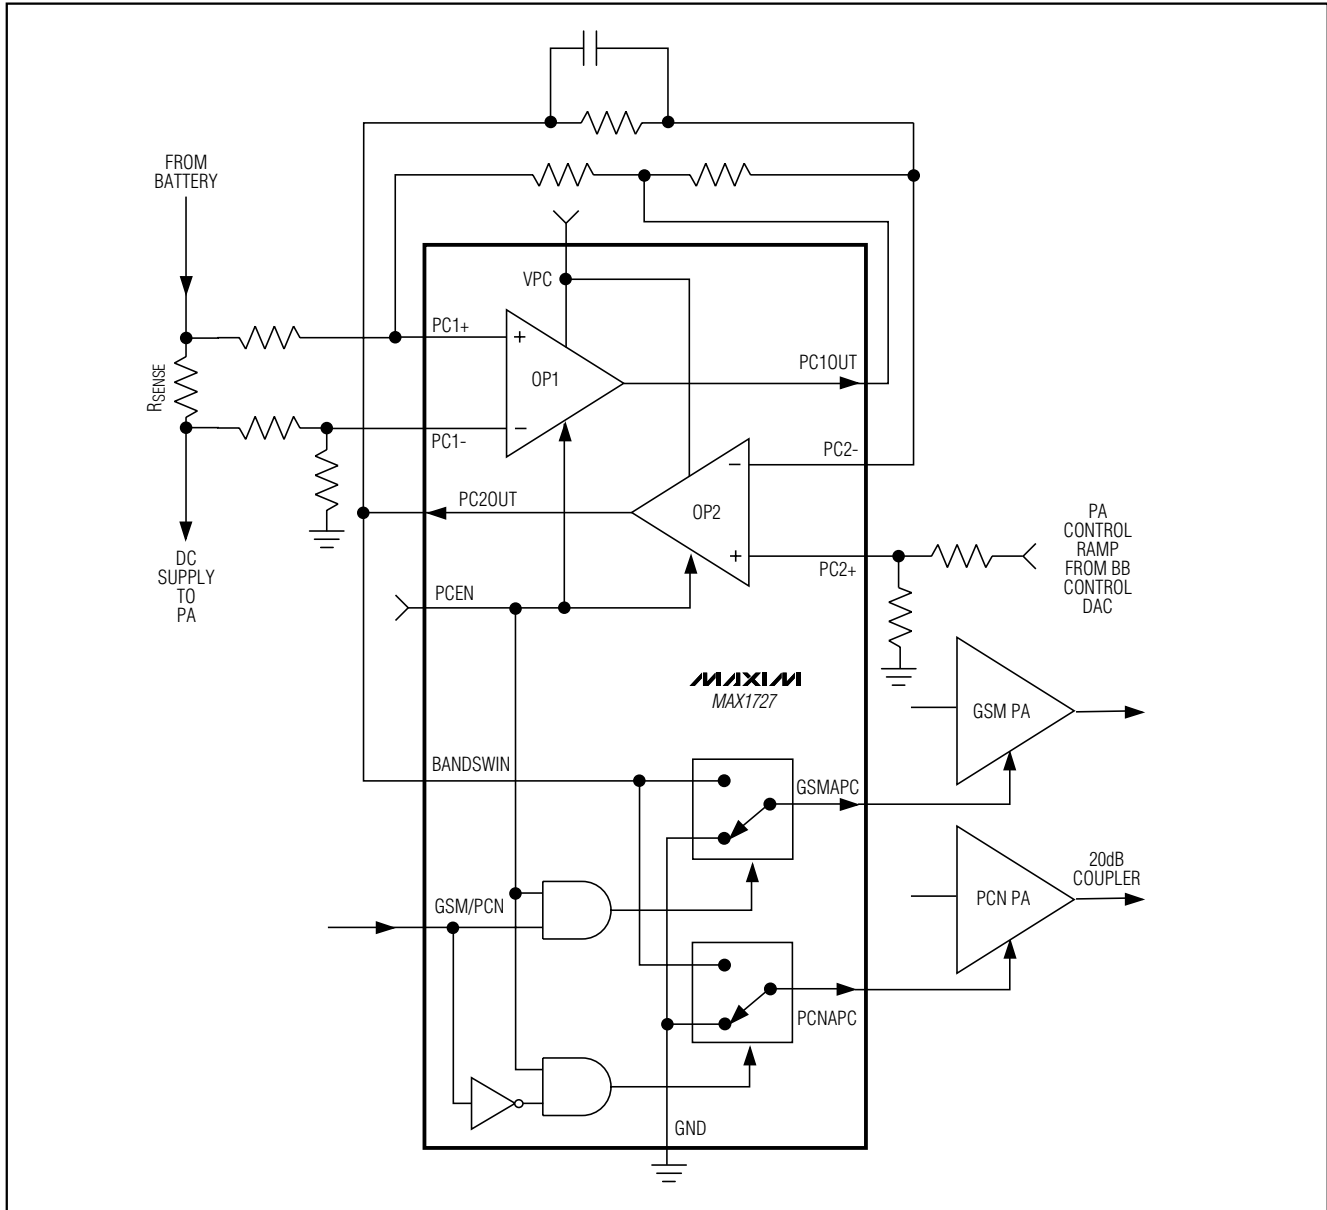 FROM
BATTERY
VPC
PC1+
+
OP1
PC1OUT
RSENSE
−
PC1-
PC2-
−
PC2OUT
OP2
+
PC2+
PA
CONTROL
RAMP
FROM BB
CONTROL
DAC
DC
SUPPLY
TO
PA
PCEN
MAXIM
MAX1727
GSM PA
BANDSWIN
GSMAPC
20dB
COUPLER
PCN PA
GSM/PCN
PCNAPC
GND